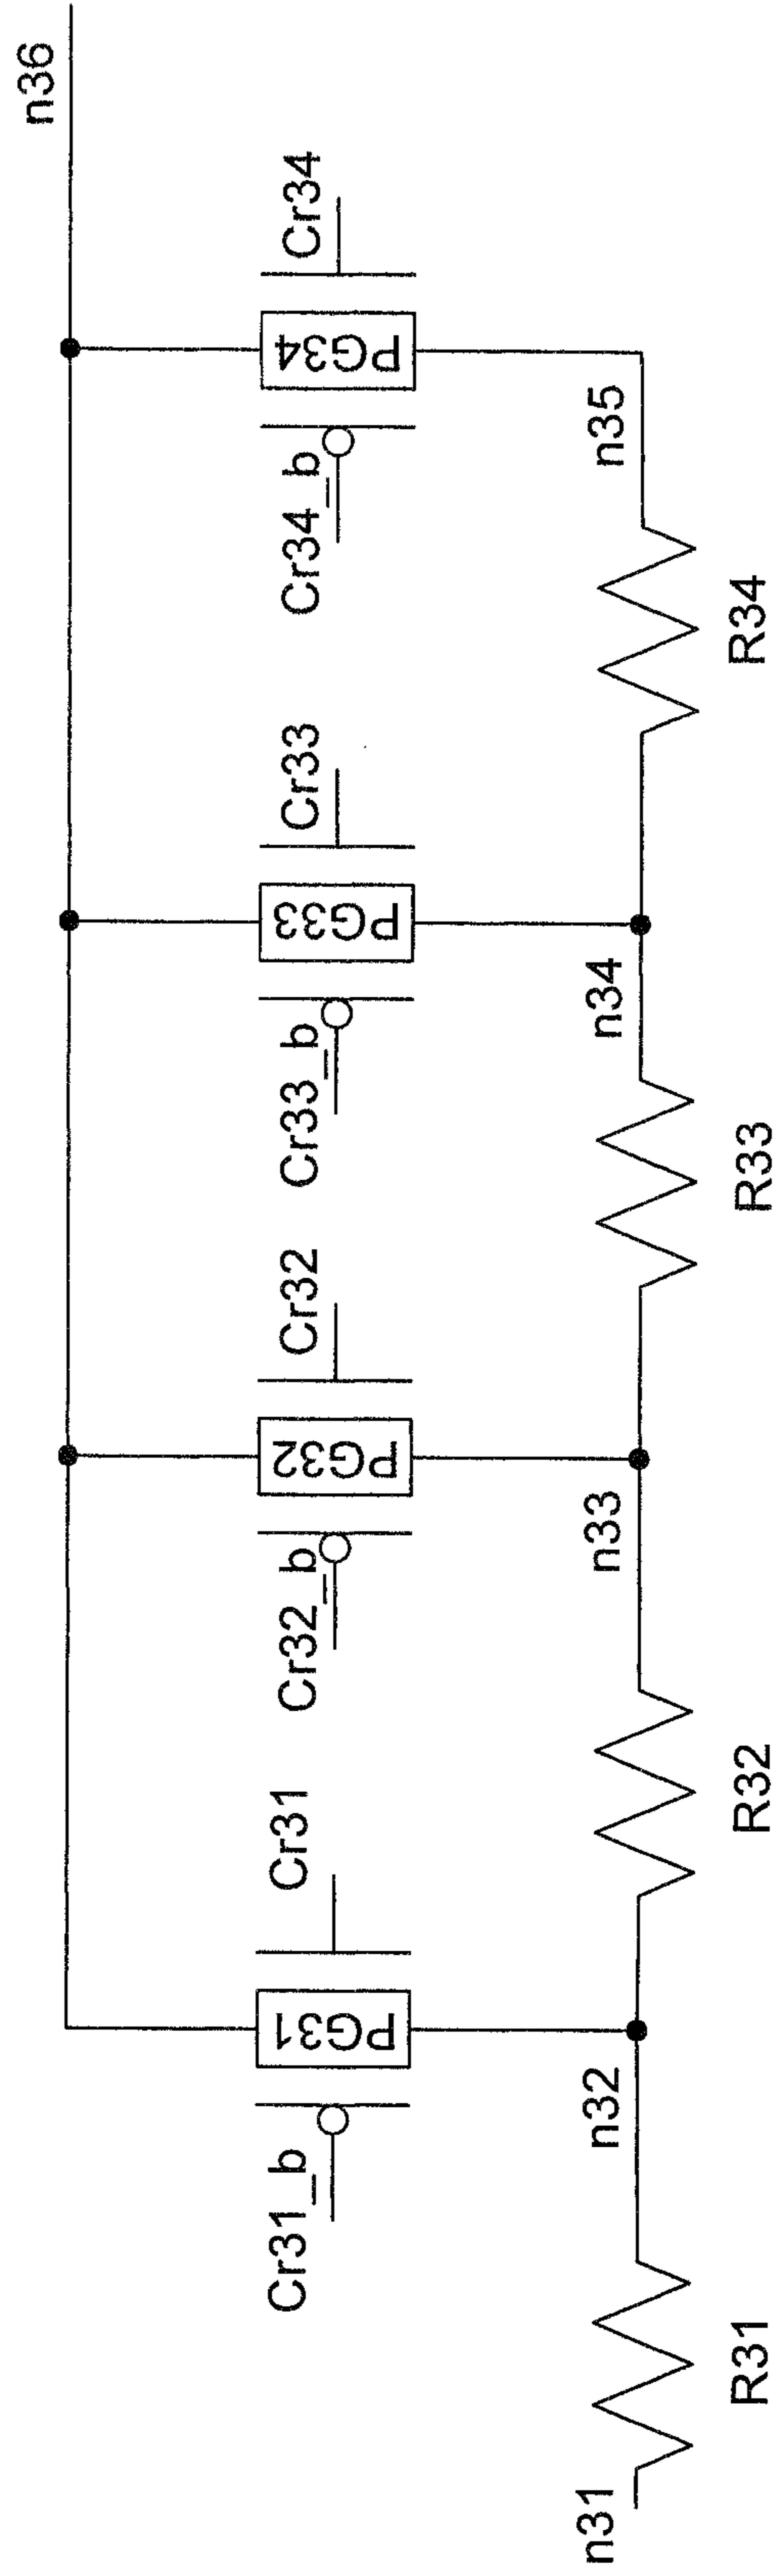 n36
Cr31_b
PG31
Cr31
Cr32_b
PG32
Cr32
Cr33_b
PG33
Cr33
Cr34_b
PG34
Cr34
n31
R31
n32
R32
n33
R33
n34
R34
n35